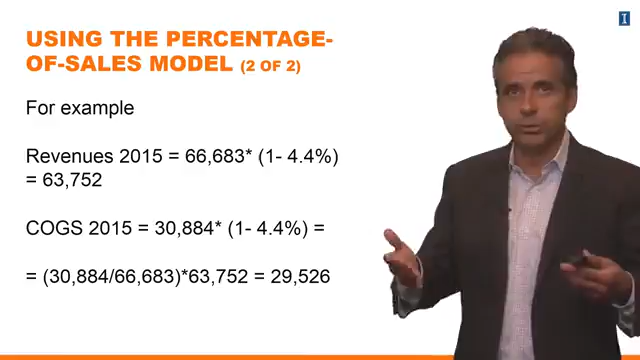 I
USING THE PERCENTAGE-
OF-SALES MODEL (2 OF 2)
For example
Revenues 2015 = 66,683* (1- 4.4%)
= 63,752
COGS 2015 = 30,884* (1- 4.4%) =
= (30,884/66,683)*63,752 = 29,526